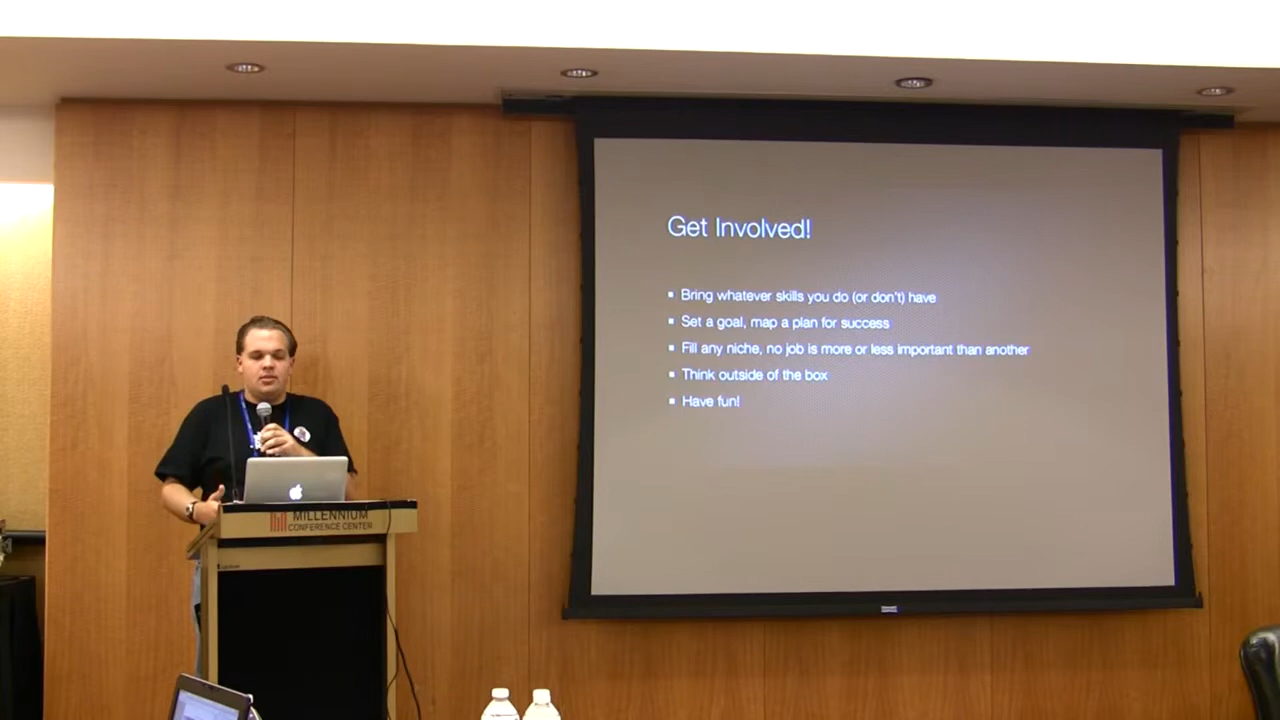 Get Involved!
Bring whatever skills you do (or don't) have
Set a goal, map a plan for success
Fill any niche, no job is more or less important than another
Think outside of the box
Have fun!
MILLENNIUM
CONFERENCE CENTER